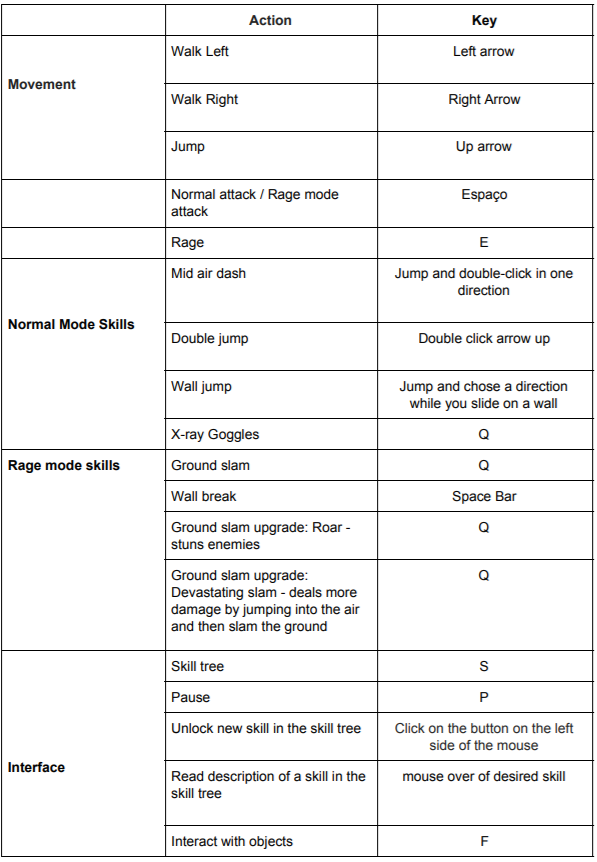 Action Key
Movement
Walk Left Left arrow
Walk Right Right Arrow
Jump Up arrow
Normal attack / Rage mode
attack
Espaço
Rage E
Normal Mode Skills
Mid air dash
Jump and double-click in one
direction
Double jump Double click arrow up
Wall jump
Jump and chose a direction
while you slide on a wall
X-ray Goggles Q
Rage mode skills
Ground slam Q
Wall break Space Bar
Ground slam upgrade: Roar -
stuns enemies
Q
Ground slam upgrade:
Devastating slam - deals more
damage by jumping into the air
and then slam the ground
Q
Interface
Skill tree S
Pause P
Unlock new skill in the skill tree
Click on the button on the left
side of the mouse
Read description of a skill in the
skill tree
mouse over of desired skill
Interact with objects F